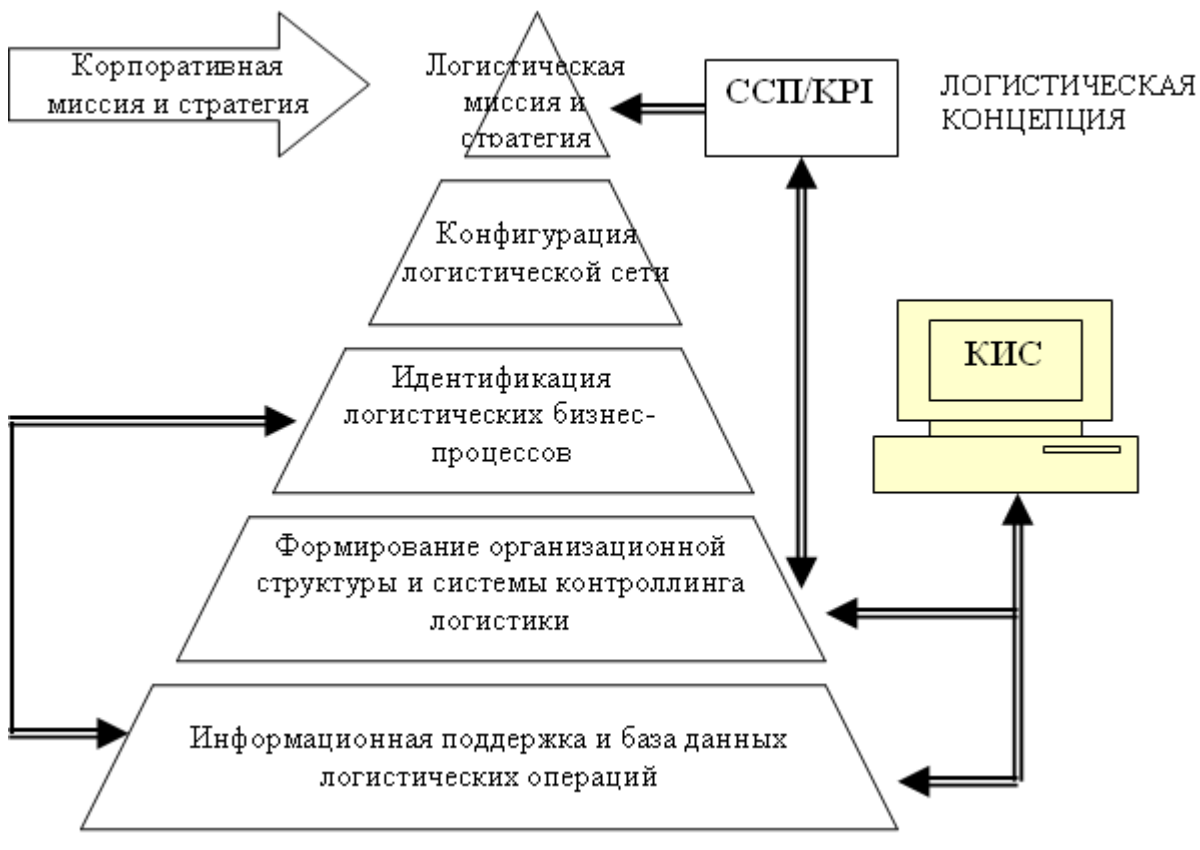 Корпоративная
миссия и стратегия
Логистическая
миссия и
стратегия
ССП/KPI
ЛОГИСТИЧЕСКАЯ
КОНЦЕПЦИЯ
Конфигурация
логистической сети
КИС
Идентификация
логистических бизнес-
процессов
Формирование организационной
структуры и системы контроллинга
логистики
Информационная поддержка и база данных
логистических операций